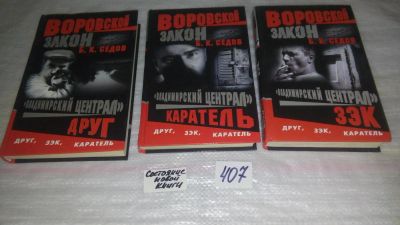 ВОРОВСКОЙ
ЗАКОН
Б. К. СЕДОВ
"ВЛАДИМИРСКИЙ ЦЕНТРАЛ"
ДРУГ
ДРУГ, ЗЭК, КАРАТЕЛЬ
ВОРОВСКОЙ
ЗАКОН
Б. К. СЕДОВ
"ВЛАДИМИРСКИЙ ЦЕНТРАЛ"
КАРАТЕЛЬ
ДРУГ, ЗЭК, КАРАТЕЛЬ
ВОРОВСКОЙ
ЗАКОН
Б. К. СЕДОВ
"ВЛАДИМИРСКИЙ ЦЕНТРАЛ"
ЗЭК
ДРУГ, ЗЭК, КАРАТЕЛЬ
Состояние
новой
книги
407